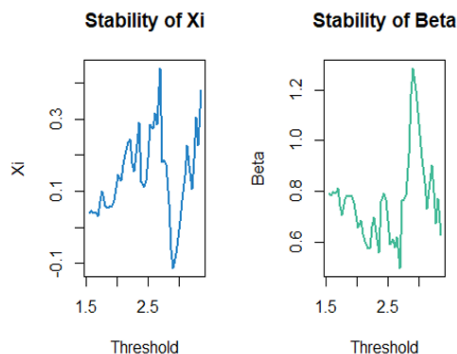 Stability of Xi
Stability of Beta
Xi
0.3
0.1
-0.1
1.5
2.5
Threshold
Beta
1.2
1.0
0.8
0.6
1.5
2.5
Threshold